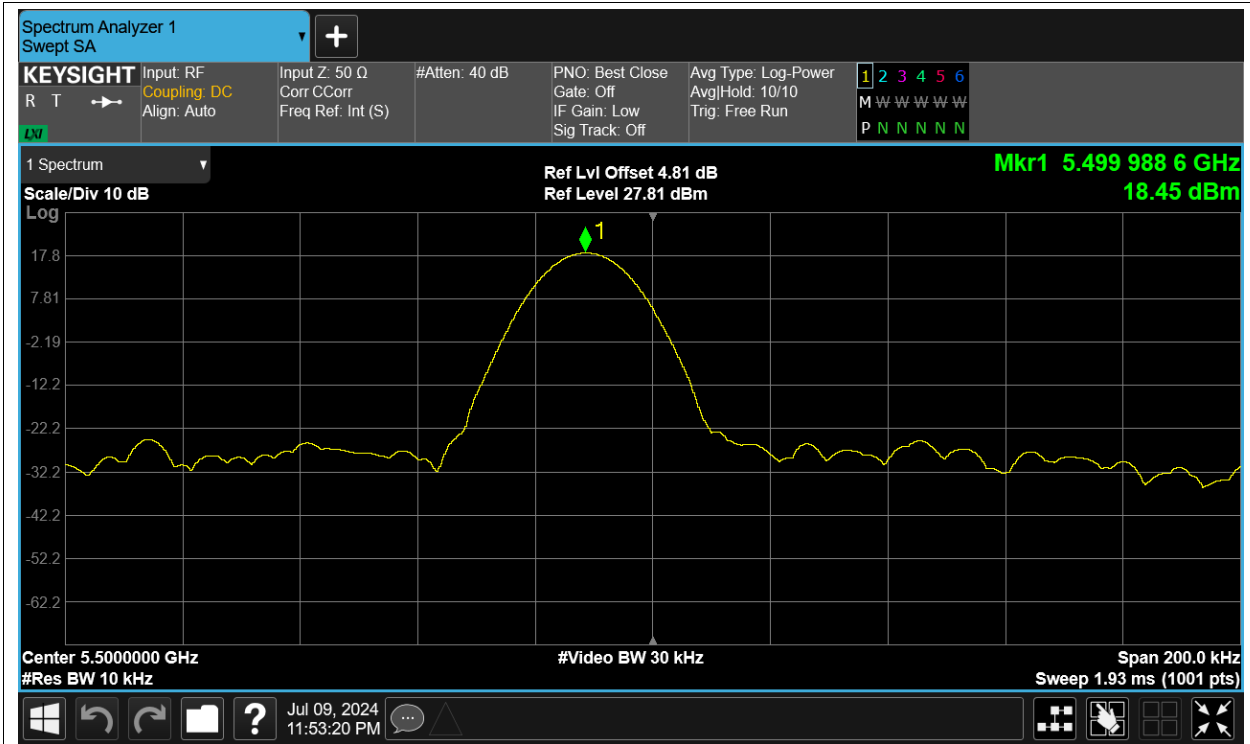 Spectrum Analyzer 1
Swept SA
KEYSIGHT
R T
LXI
Input: RF
Coupling: DC
Align: Auto
Input Z: 50 Ω
Corr CCorr
Freq Ref: Int (S)
#Atten: 40 dB
PNO: Best Close
Gate: Off
IF Gain: Low
Sig Track: Off
Avg Type: Log-Power
Avg|Hold: 10/10
Trig: Free Run
1 2 3 4 5 6
M W W W W W
P N N N N N
1 Spectrum
Scale/Div 10 dB
Ref Lvl Offset 4.81 dB
Ref Level 27.81 dBm
Mkr1 5.499 988 6 GHz
18.45 dBm
Log
1
17.8
7.81
-2.19
-12.2
-22.2
-32.2
-42.2
-52.2
-62.2
Center 5.5000000 GHz
#Video BW 30 kHz
Span 200.0 kHz
#Res BW 10 kHz
Sweep 1.93 ms (1001 pts)
?
Jul 09, 2024
11:53:20 PM